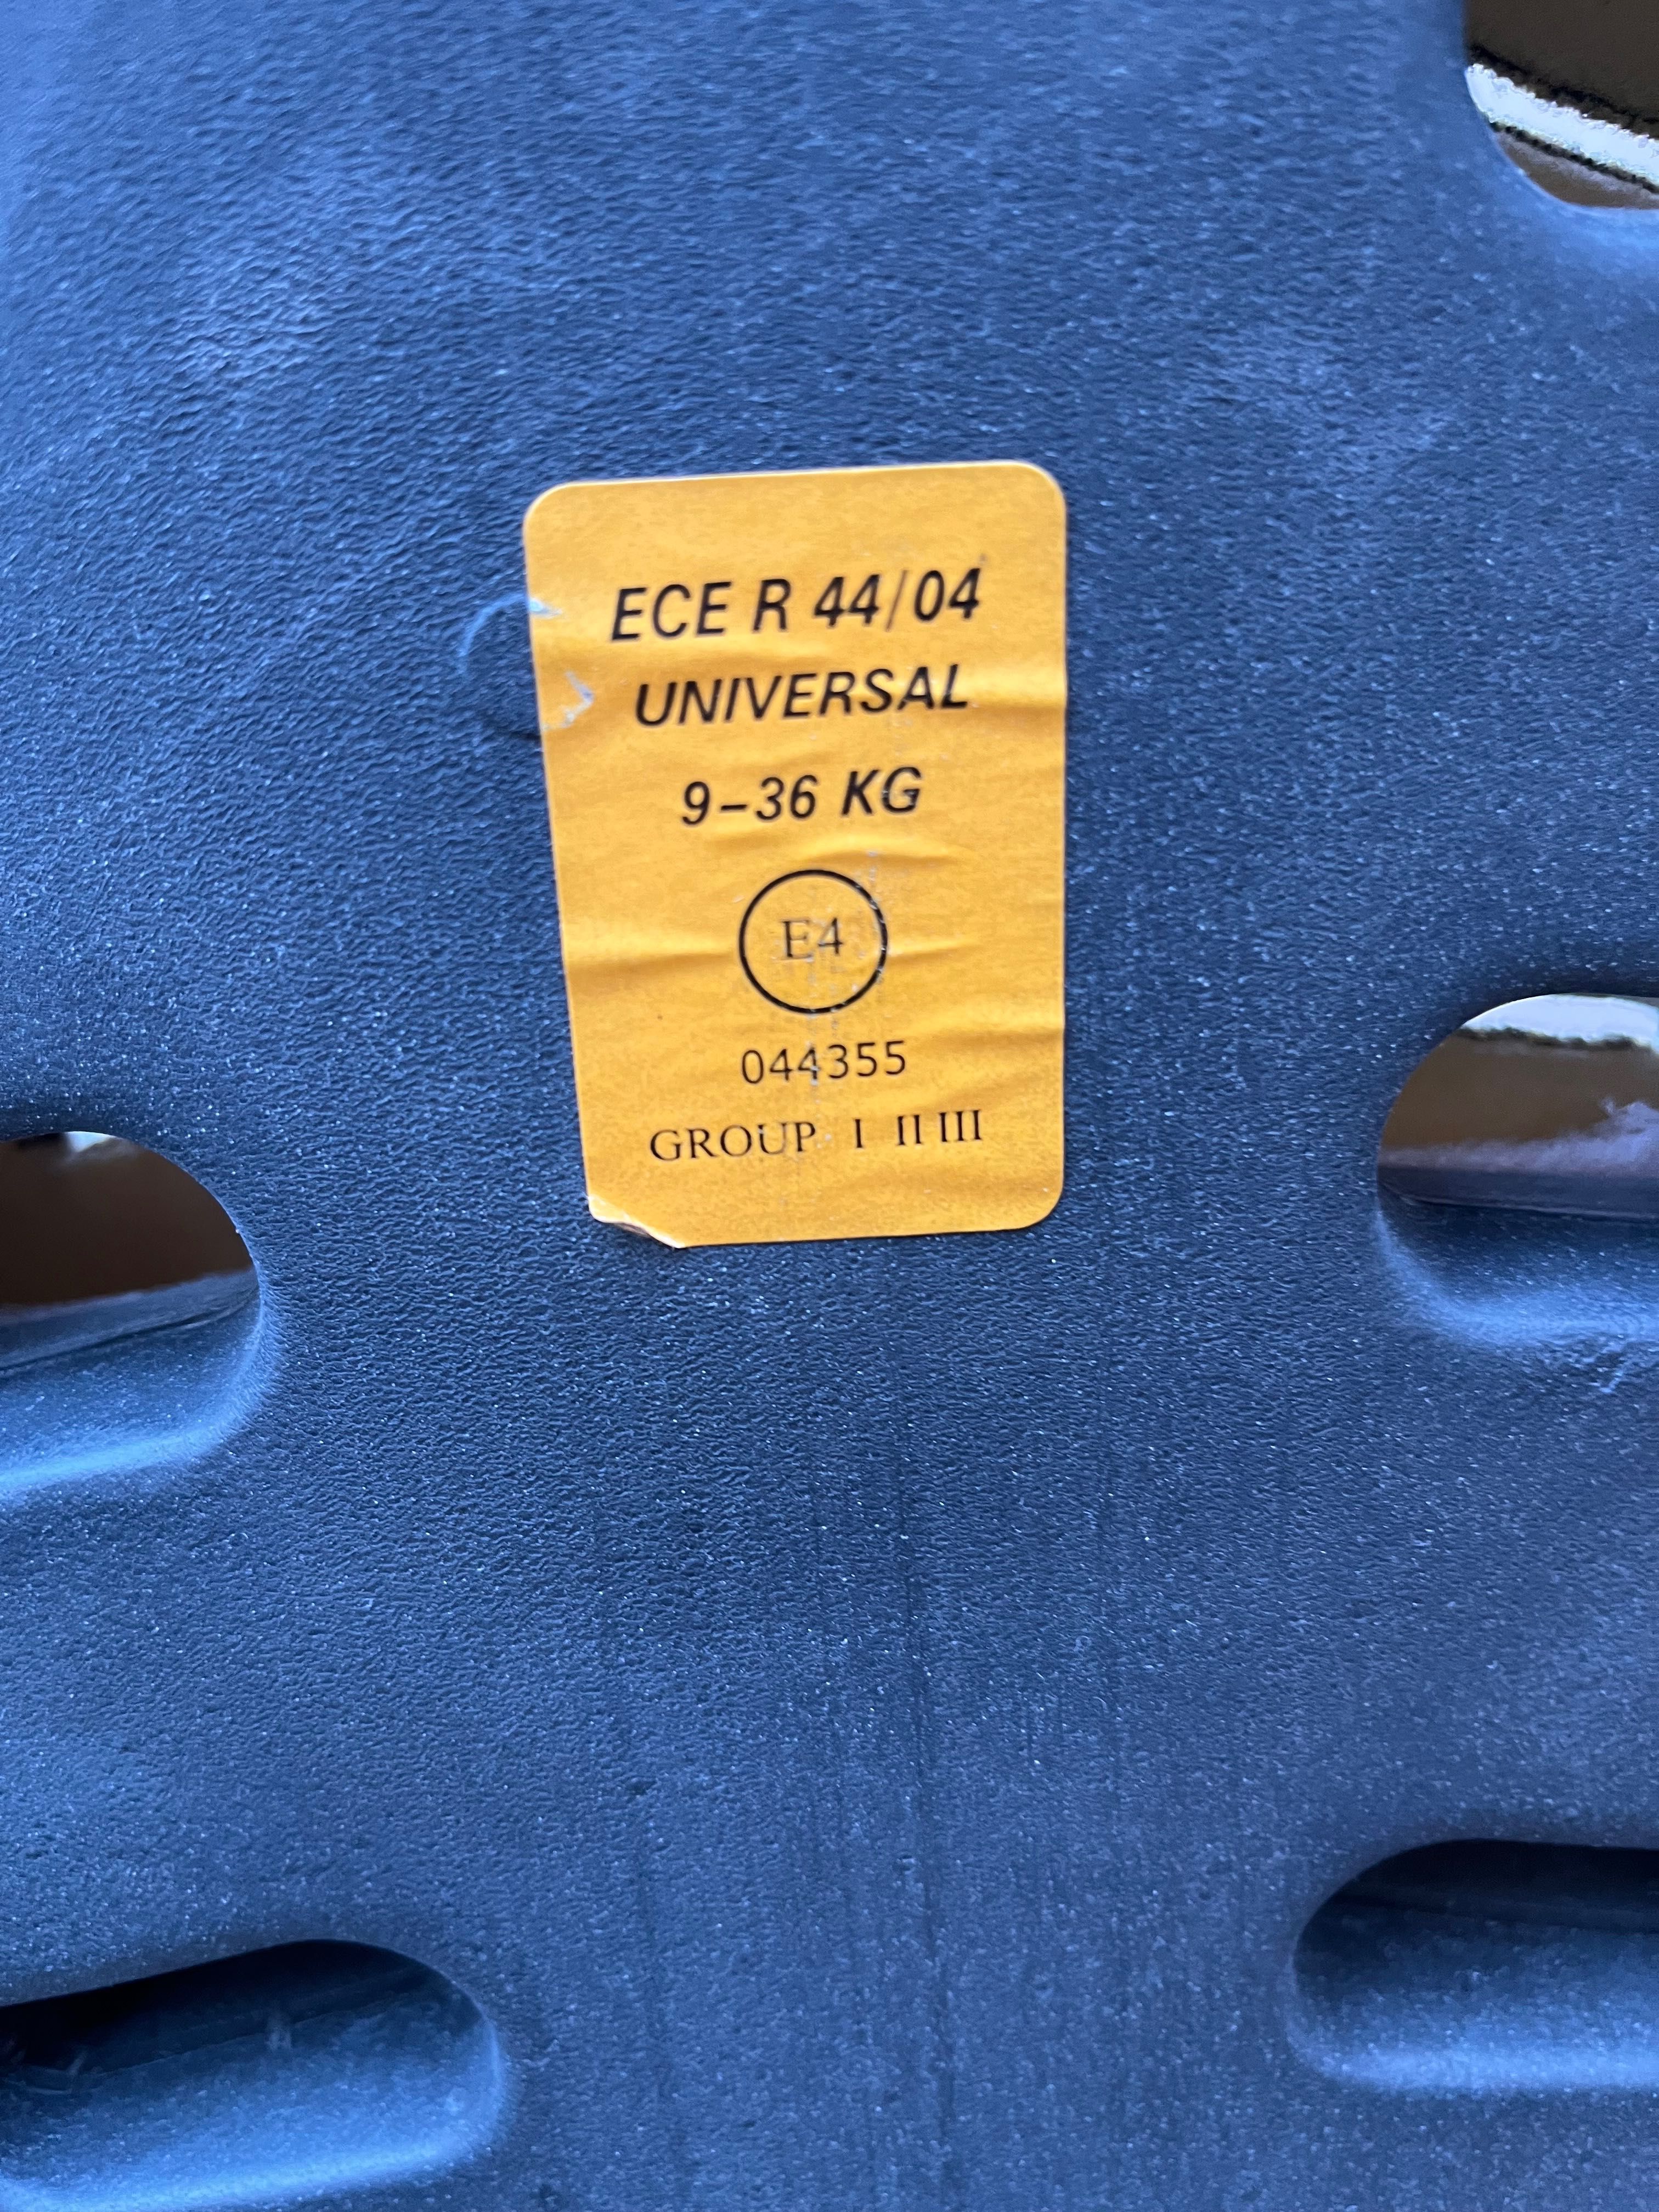 ECE R 44/04
UNIVERSAL
9-36 KG
E4
044355
GROUP I II III